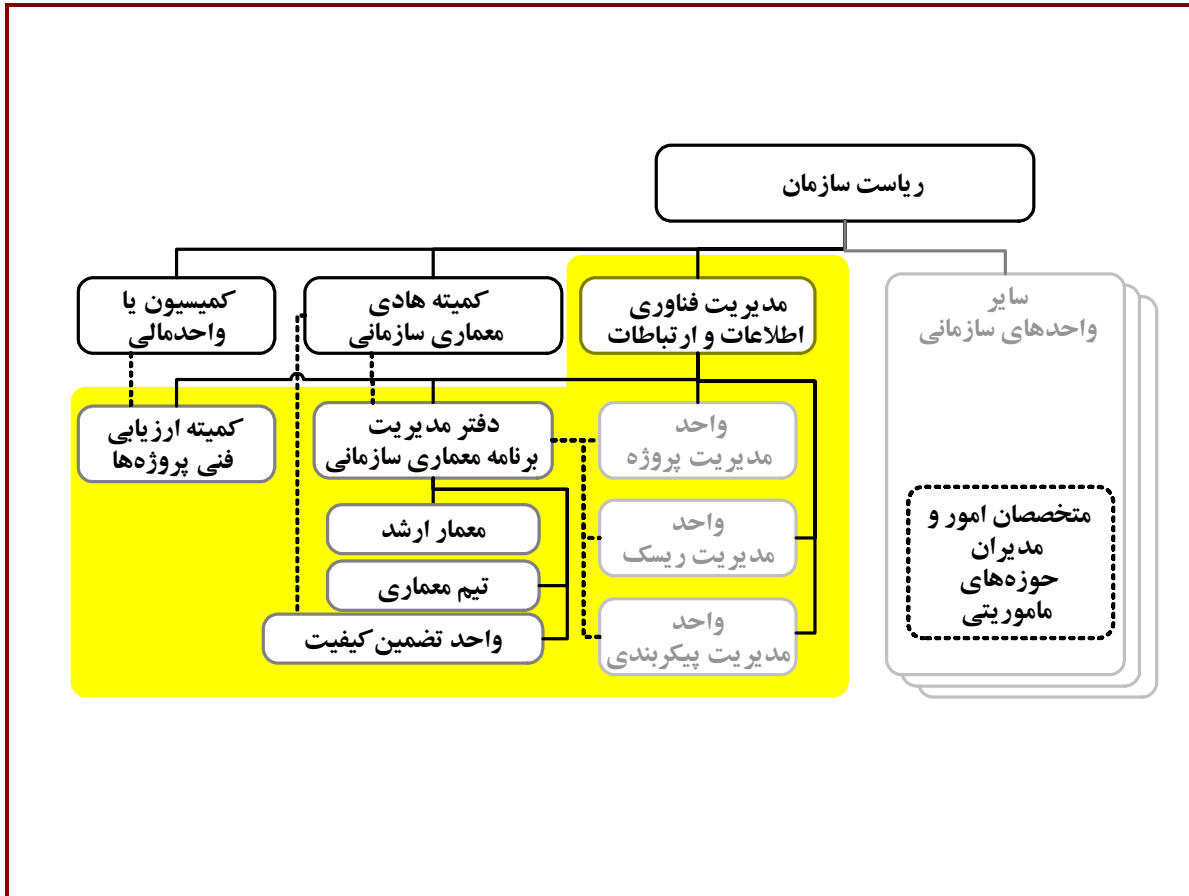 ریاست سازمان
سایر
واحدهای سازمانی
متخصصان امور و
مدیران
حوزه‌های
ماموریتی
مدیریت فناوری
اطلاعات و ارتباطات
کمیته هادی
معماری سازمانی
کمیسیون یا
واحدمالی
واحد
مدیریت پروژه
دفتر مدیریت
برنامه معماری سازمانی
کمیته ارزیابی
فنی پروژه‌ها
واحد
مدیریت ریسک
معمار ارشد
تیم معماری
واحد
مدیریت پیکربندی
واحد تضمین کیفیت